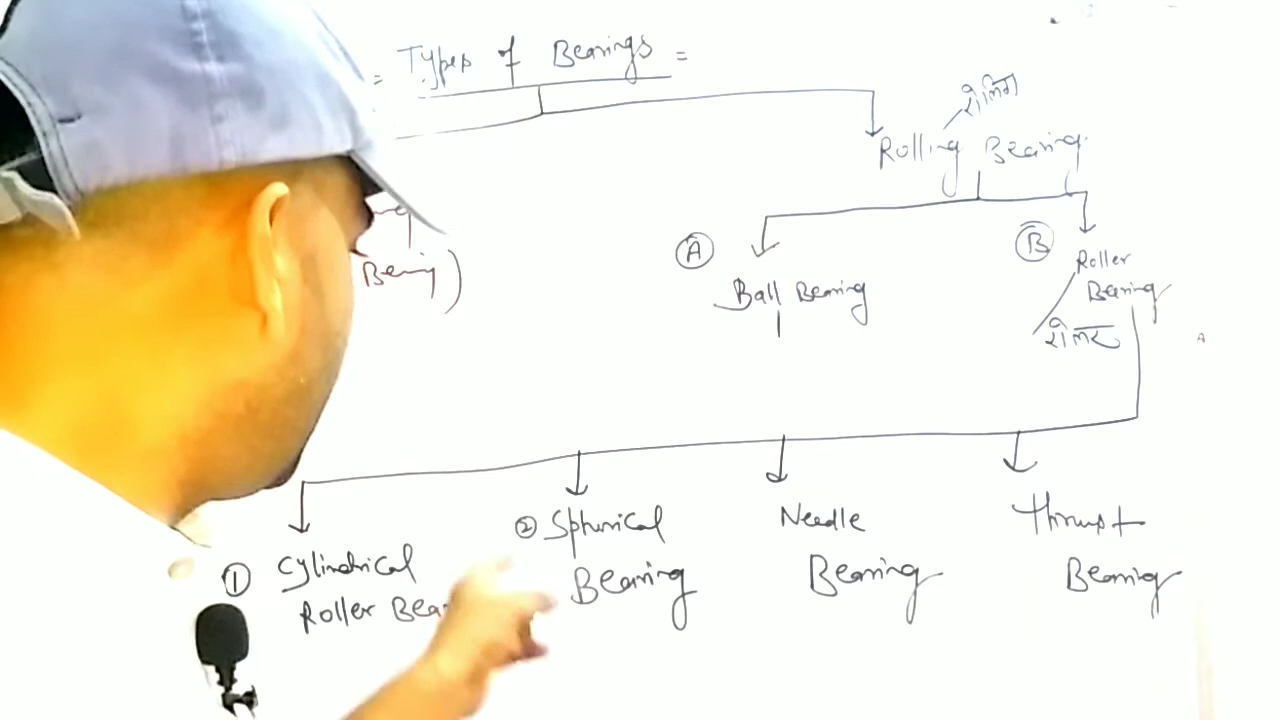 = Types of Bearings =
रोलिंग
Rolling Bearing
Bearing)
A
B
Ball Bearing
Roller
Bearing
रोलर
② Spherical
Bearing
Needle
Bearing
Thrust
Bearing
① Cylindrical
Roller